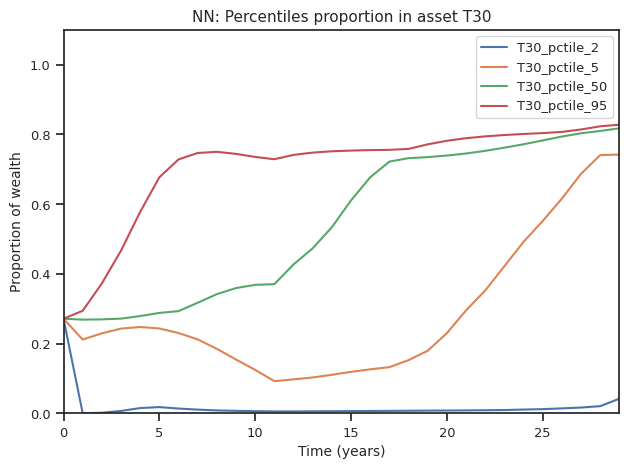 NN: Percentiles proportion in asset T30
T30_pctile_2
T30_pctile_5
T30_pctile_50
T30_pctile_95
Proportion of wealth
1.0
0.8
0.6
0.4
0.2
0.0
0 5 10 15 20 25
Time (years)